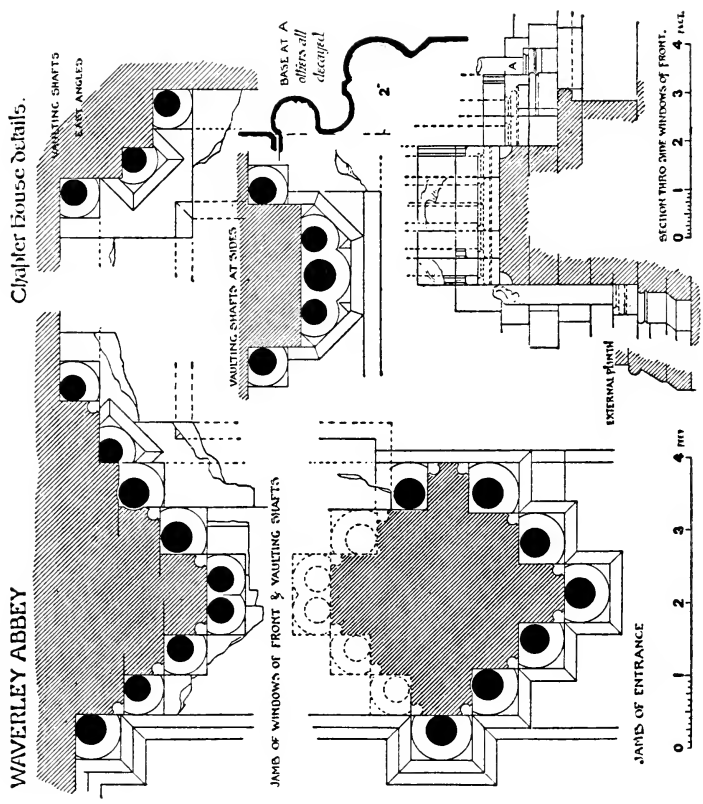 WAVERLEY ABBEY
Chapter House Details.
VAULTING SHAFTS
EAST ANGLES
VAULTING SHAFTS AT SIDES
BASE AT A
others all
decayed
2"
JAMB OF WINDOWS OF FRONT & VAULTING SHAFTS
A
EXTERNAL PLINTH
SECTION THRO SIDE WINDOWS OF FRONT.
0 1 2 3 4 FEET.
JAMB OF ENTRANCE
0 1 2 3 4 FEET